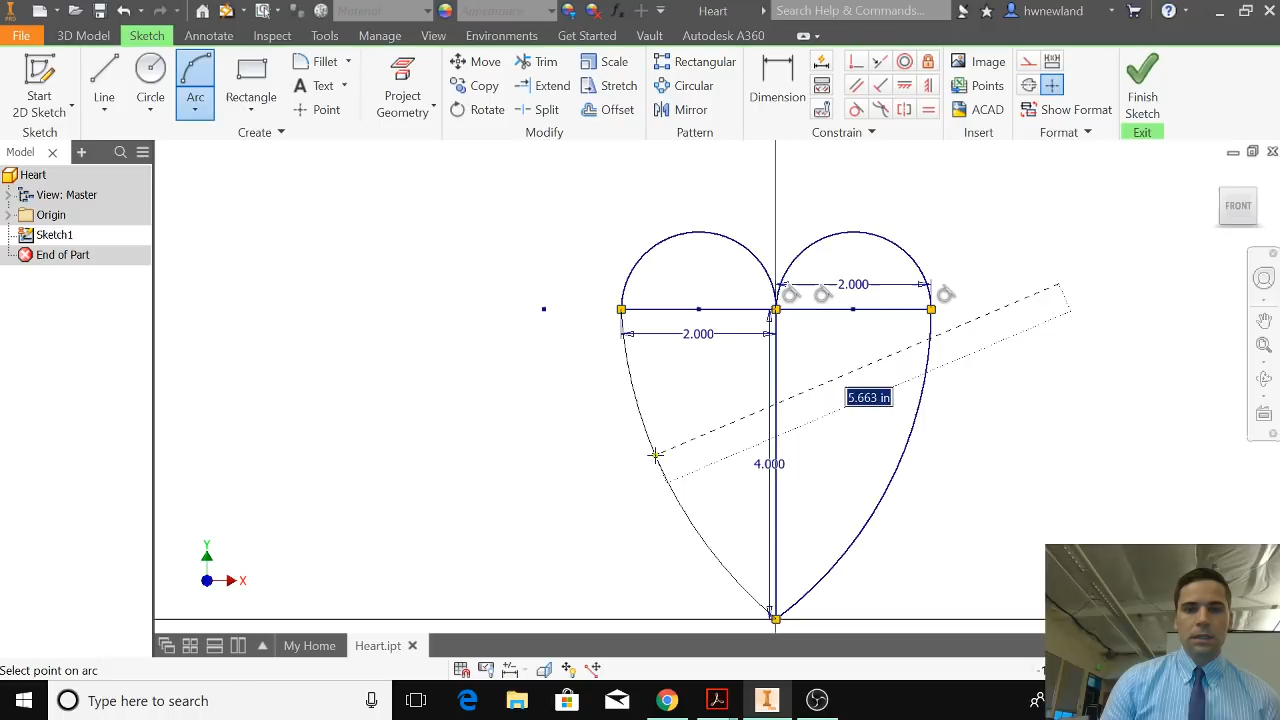 Material
Appearance
Heart
Search Help & Commands...
hwnewland
File
3D Model
Sketch
Annotate
Inspect
Tools
Manage
View
Environments
Get Started
Vault
Autodesk A360
Start
2D Sketch
Line
Circle
Arc
Rectangle
Fillet
Text
Point
Project
Geometry
Move
Copy
Rotate
Trim
Extend
Split
Scale
Stretch
Offset
Rectangular
Circular
Mirror
Dimension
Image
Points
ACAD
Show Format
Finish
Sketch
Sketch
Create
Modify
Pattern
Constrain
Insert
Format
Exit
Model
Heart
View: Master
Origin
Sketch1
End of Part
FRONT
2.000
2.000
5.663 in
4.000
Y
X
My Home
Heart.ipt
Select point on arc
Type here to search